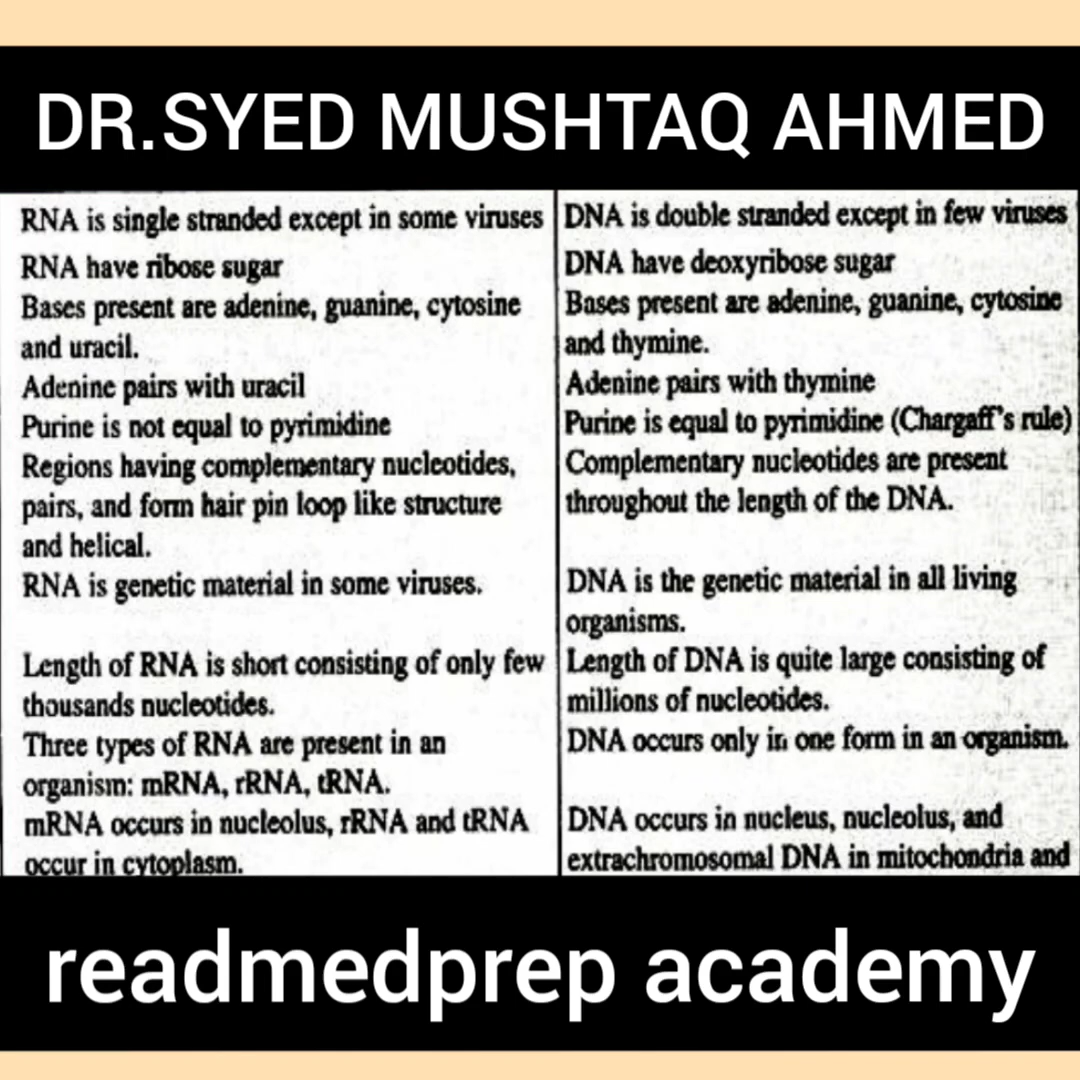 DR.SYED MUSHTAQ AHMED
RNA is single stranded except in some viruses
RNA have ribose sugar
Bases present are adenine, guanine, cytosine
and uracil.
Adenine pairs with uracil
Purine is not equal to pyrimidine
Regions having complementary nucleotides,
pairs, and form hair pin loop like structure
and helical.
RNA is genetic material in some viruses.
Length of RNA is short consisting of only few
thousands nucleotides.
Three types of RNA are present in an
organism: mRNA, rRNA, tRNA.
mRNA occurs in nucleolus, rRNA and tRNA
occur in cytoplasm.
DNA is double stranded except in few viruses
DNA have deoxyribose sugar
Bases present are adenine, guanine, cytosine
and thymine.
Adenine pairs with thymine
Purine is equal to pyrimidine (Chargaff's rule)
Complementary nucleotides are present
throughout the length of the DNA.
DNA is the genetic material in all living
organisms.
Length of DNA is quite large consisting of
millions of nucleotides.
DNA occurs only in one form in an organism.
DNA occurs in nucleus, nucleolus, and
extrachromosomal DNA in mitochondria and
readmedprep academy